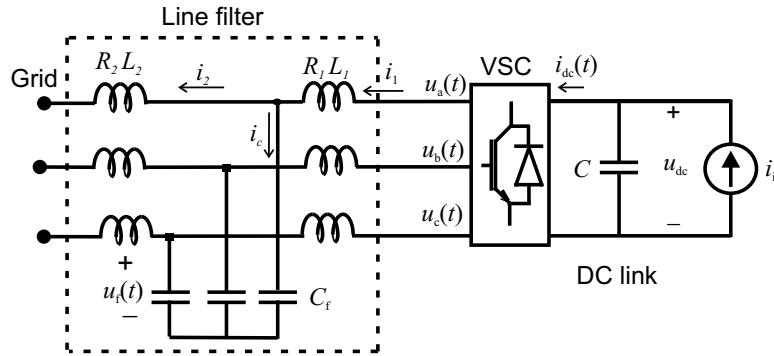 Line filter
Grid
R2 L2
i2
R1 L1
i1
ua(t)
VSC
idc(t)
ic
ub(t)
uc(t)
C
+
udc
−
ii
+
uf(t)
−
Cf
DC link